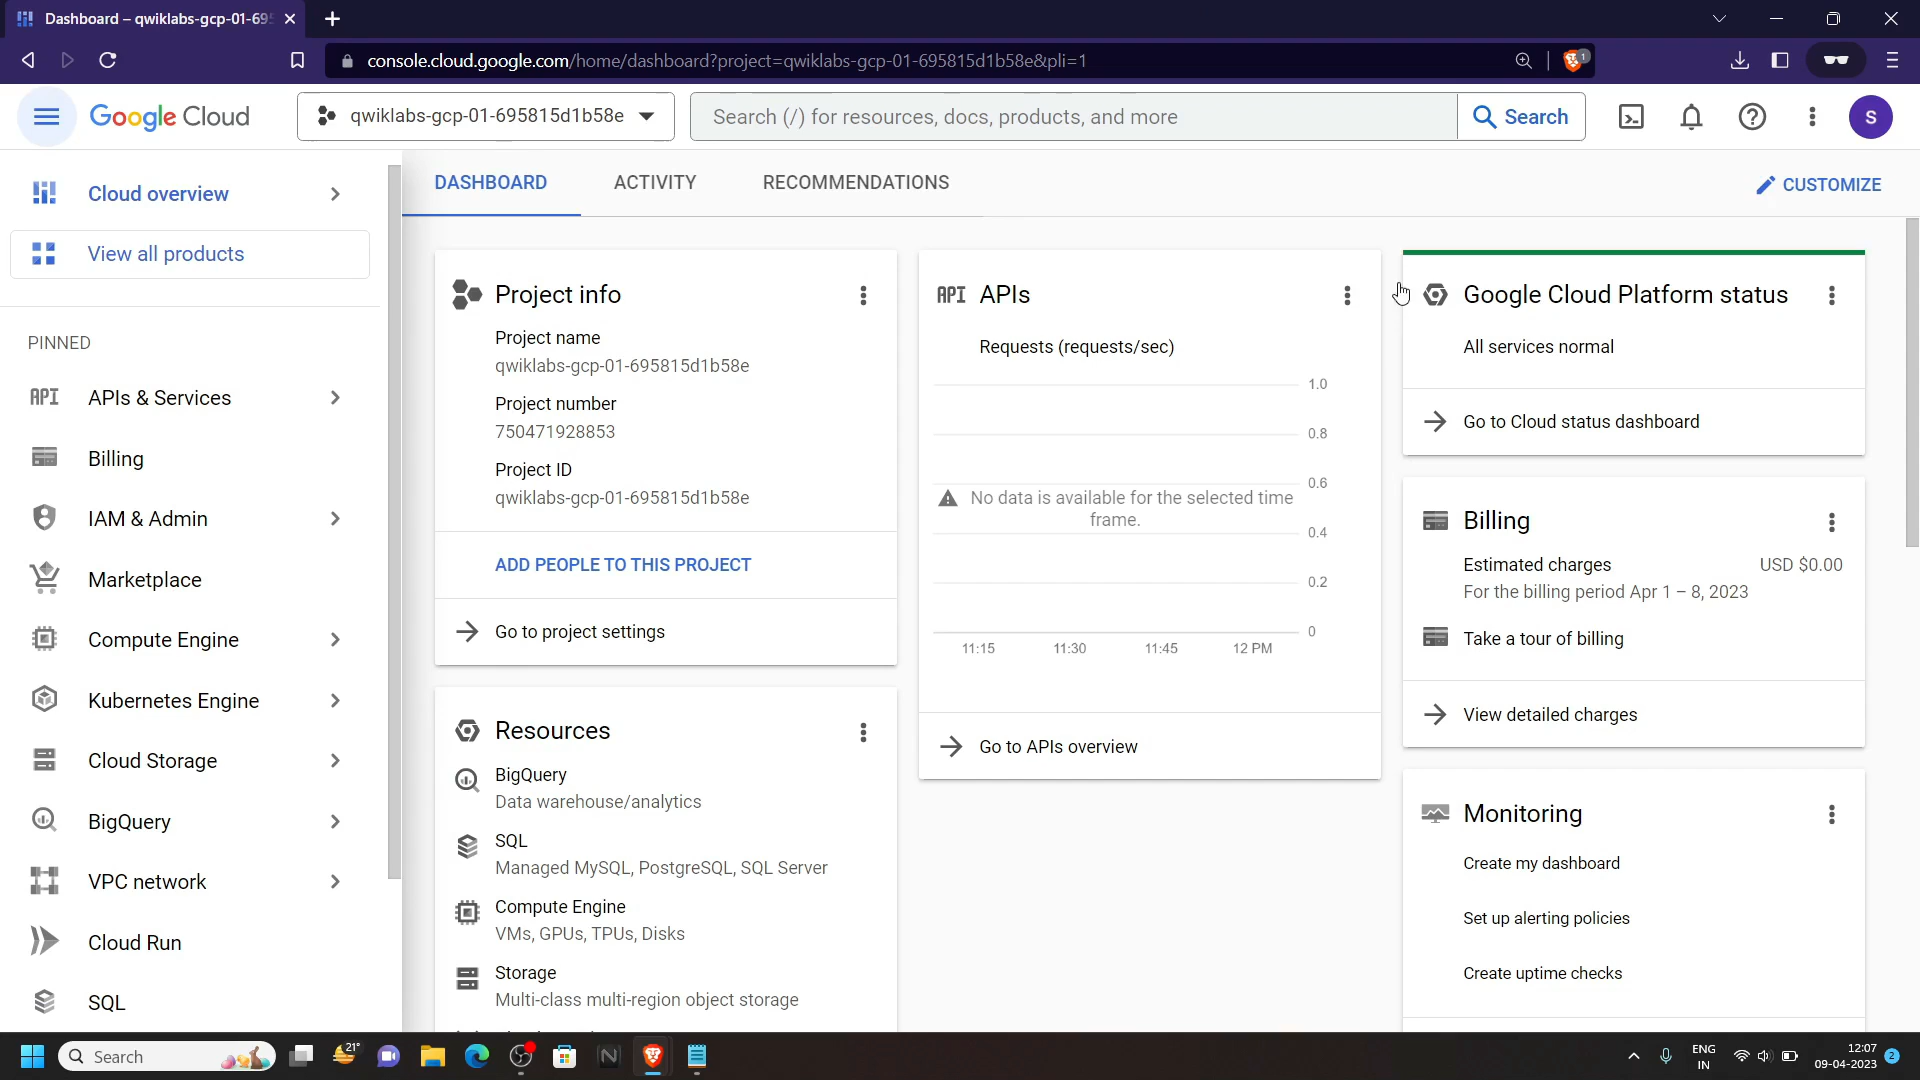 Dashboard – qwiklabs-gcp-01-695
console.cloud.google.com/home/dashboard?project=qwiklabs-gcp-01-695815d1b58e&pli=1
1
Google Cloud
qwiklabs-gcp-01-695815d1b58e
Search (/) for resources, docs, products, and more
Search
S
Cloud overview
View all products
PINNED
API APIs & Services
Billing
IAM & Admin
Marketplace
Compute Engine
Kubernetes Engine
Cloud Storage
BigQuery
VPC network
Cloud Run
SQL
DASHBOARD
ACTIVITY
RECOMMENDATIONS
CUSTOMIZE
Project info
Project name
qwiklabs-gcp-01-695815d1b58e
Project number
750471928853
Project ID
qwiklabs-gcp-01-695815d1b58e
ADD PEOPLE TO THIS PROJECT
Go to project settings
Resources
BigQuery
Data warehouse/analytics
SQL
Managed MySQL, PostgreSQL, SQL Server
Compute Engine
VMs, GPUs, TPUs, Disks
Storage
Multi-class multi-region object storage
API APIs
Requests (requests/sec)
1.0
0.8
0.6
No data is available for the selected time
frame.
0.4
0.2
0
11:15 11:30 11:45 12 PM
Go to APIs overview
Google Cloud Platform status
All services normal
Go to Cloud status dashboard
Billing
Estimated charges USD $0.00
For the billing period Apr 1 – 8, 2023
Take a tour of billing
View detailed charges
Monitoring
Create my dashboard
Set up alerting policies
Create uptime checks
Search
21°
N
ENG
IN
12:07
09-04-2023
2